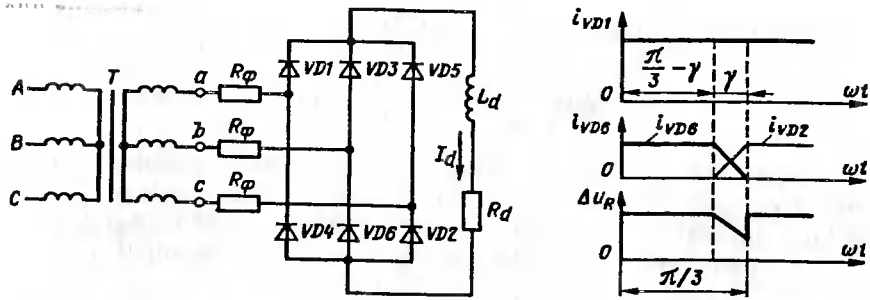 A
B
C
T
a
b
c
Rφ
Rφ
Rφ
VD1
VD3
VD5
VD4
VD6
VD2
Ld
Id
Rd
iVD1
π/3 − γ
γ
0
ωt
iVD6
iVD6
iVD2
0
ωt
ΔuR
0
ωt
π/3